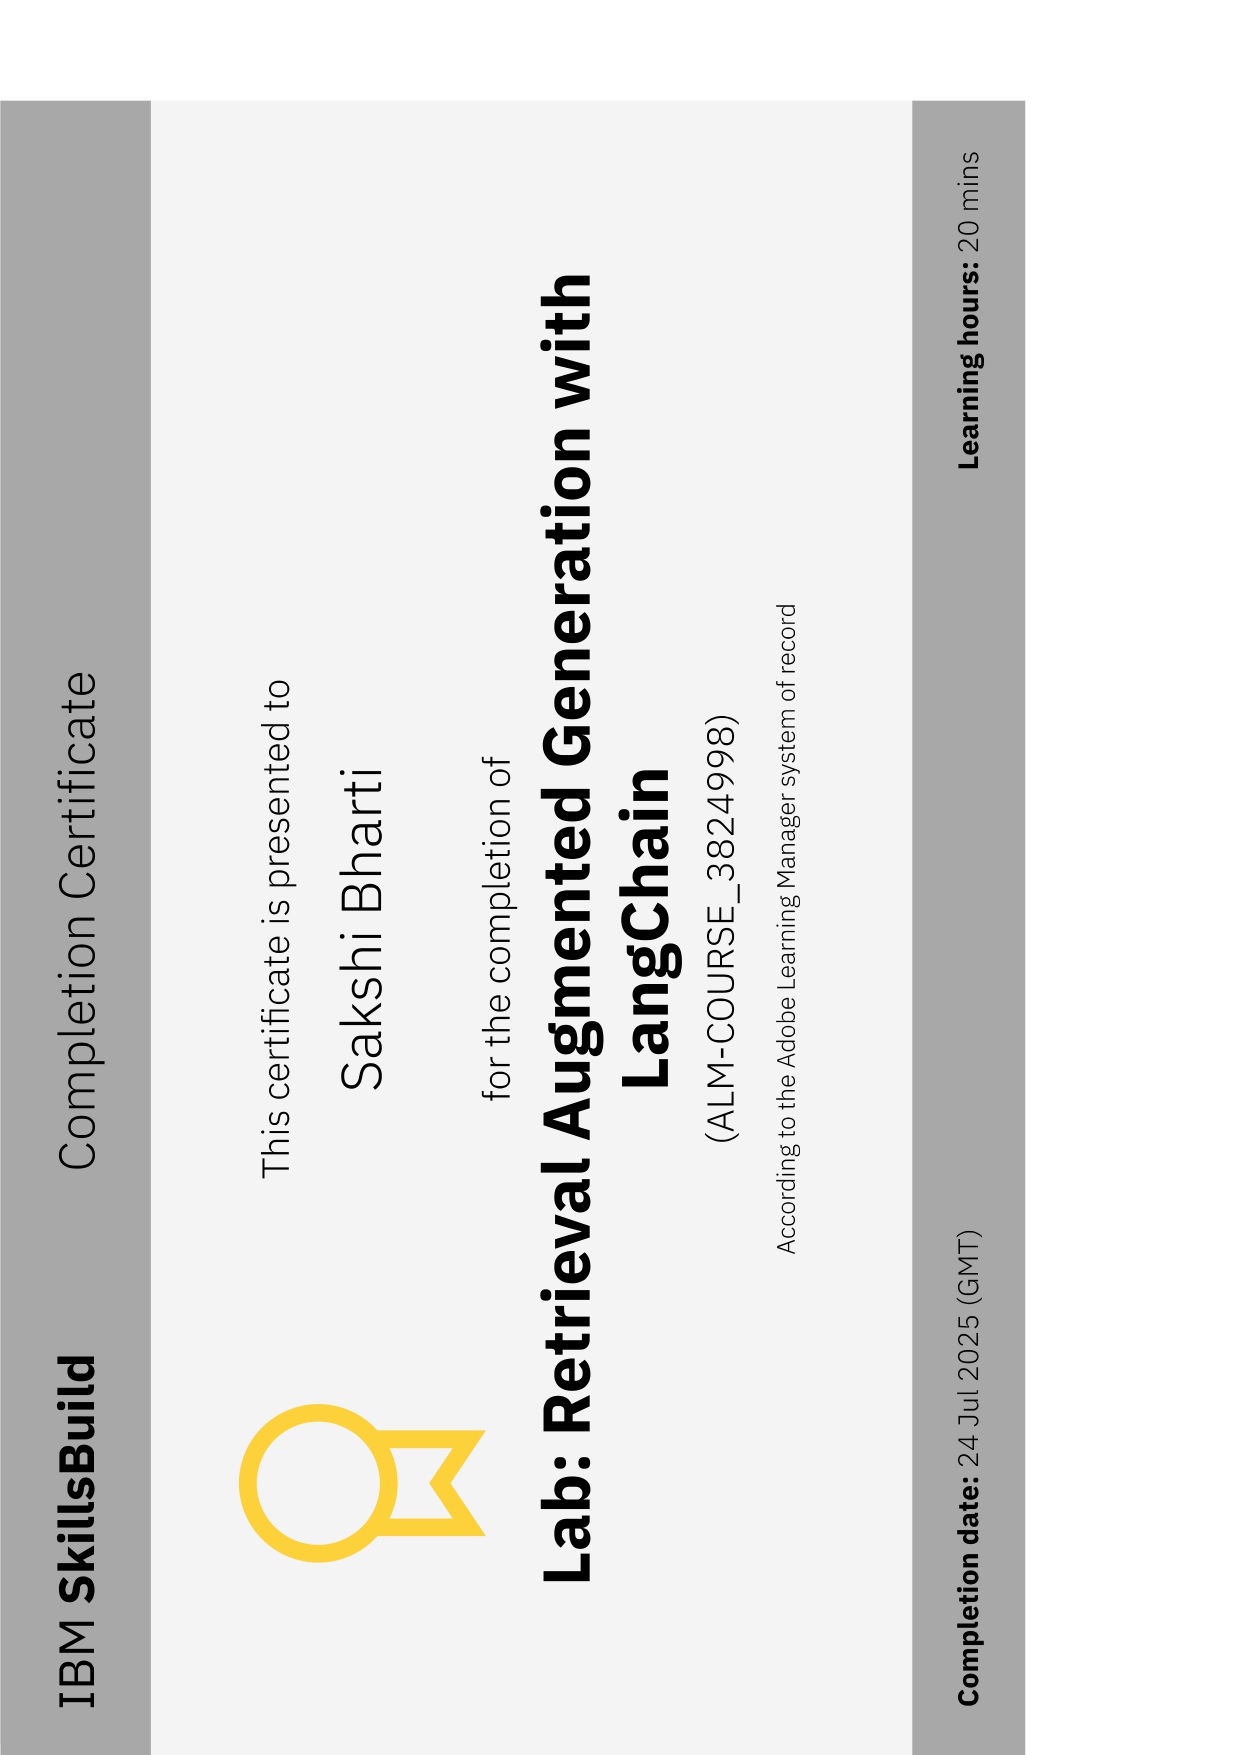 IBM SkillsBuild Completion Certificate
This certificate is presented to
Sakshi Bharti
for the completion of
Lab: Retrieval Augmented Generation with
LangChain
(ALM-COURSE_3824998)
According to the Adobe Learning Manager system of record
Completion date: 24 Jul 2025 (GMT) Learning hours: 20 mins